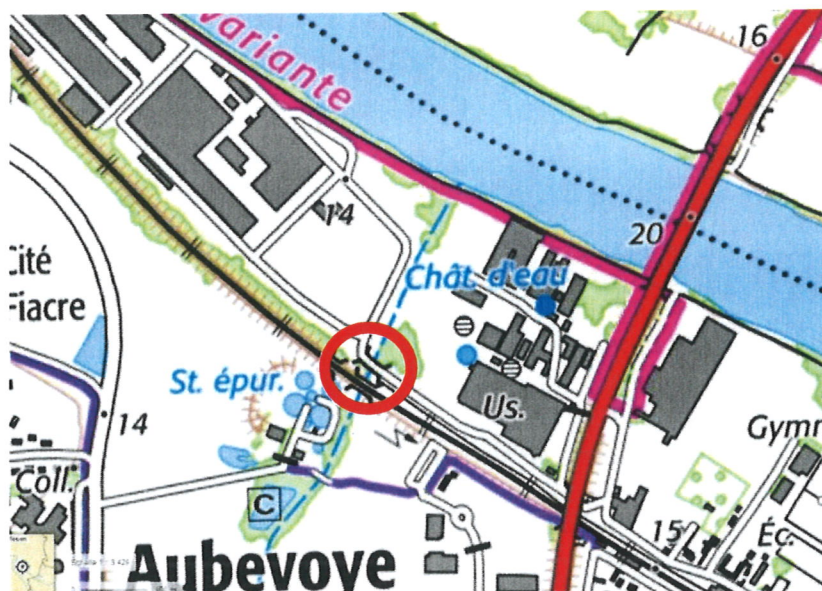 variante
16
14
20
Cité
Fiacre
Chât. d'eau
St. épur.
14
Us.
Gymn
Coll.
C
15
Éc.
Aubevoye